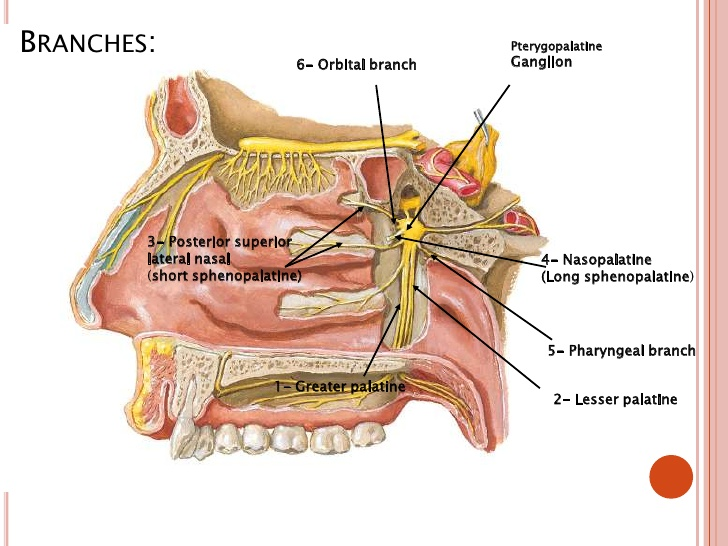 BRANCHES:
6- Orbital branch
Pterygopalatine
Ganglion
3- Posterior superior
lateral nasal
(short sphenopalatine)
4- Nasopalatine
(Long sphenopalatine)
5- Pharyngeal branch
1- Greater palatine
2- Lesser palatine